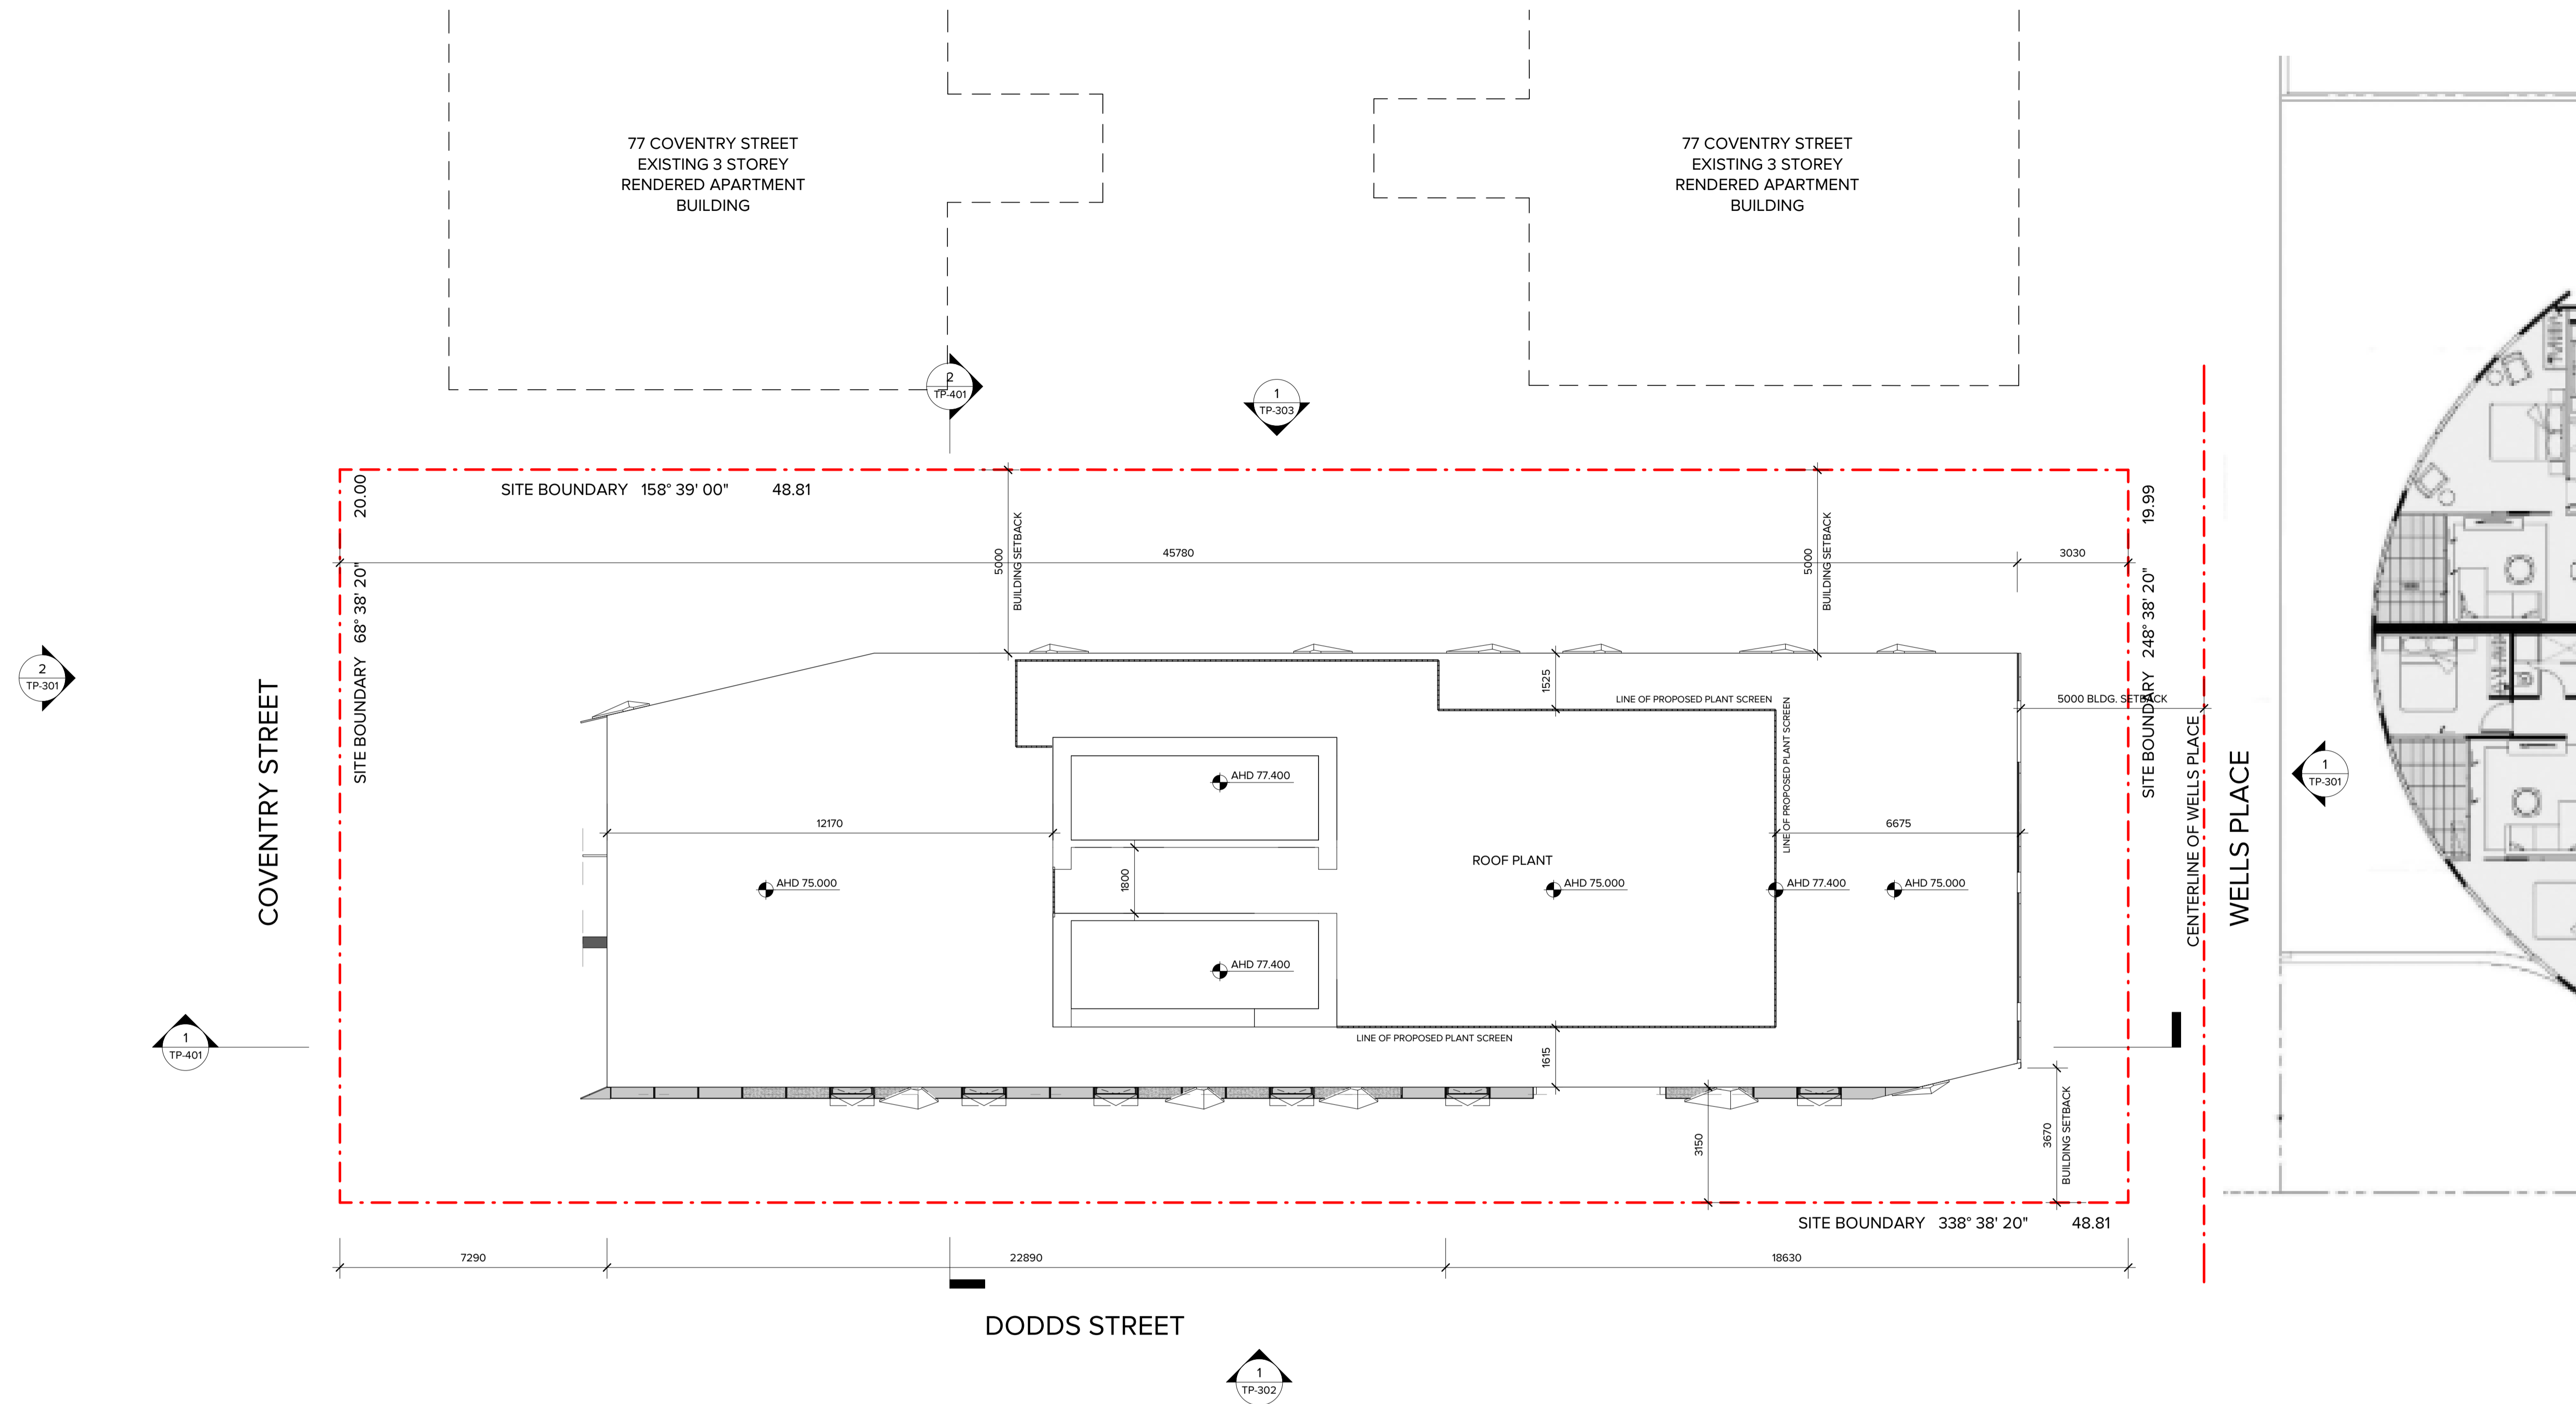 77 COVENTRY STREET
EXISTING 3 STOREY
RENDERED APARTMENT
BUILDING
77 COVENTRY STREET
EXISTING 3 STOREY
RENDERED APARTMENT
BUILDING
2
TP-401
1
TP-303
20.00
SITE BOUNDARY 158° 39' 00" 48.81
19.99
5000
BUILDING SETBACK
45780
5000
BUILDING SETBACK
3030
SITE BOUNDARY 68° 38' 20"
SITE BOUNDARY 248° 38' 20"
2
TP-301
COVENTRY STREET
1525
LINE OF PROPOSED PLANT SCREEN
LINE OF PROPOSED PLANT SCREEN
5000 BLDG. SETBACK
CENTERLINE OF WELLS PLACE
WELLS PLACE
1
TP-301
AHD 77.400
12170
6675
ROOF PLANT
1800
AHD 75.000
AHD 75.000
AHD 77.400
AHD 75.000
AHD 77.400
1
TP-401
LINE OF PROPOSED PLANT SCREEN
1615
3150
3670
BUILDING SETBACK
SITE BOUNDARY 338° 38' 20" 48.81
7290
22890
18630
DODDS STREET
1
TP-302